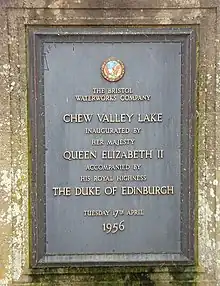 THE BRISTOL
WATERWORKS COMPANY
CHEW VALLEY LAKE
INAUGURATED BY
HER MAJESTY
QUEEN ELIZABETH II
ACCOMPANIED BY
HIS ROYAL HIGHNESS
THE DUKE OF EDINBURGH
TUESDAY 17TH APRIL
1956